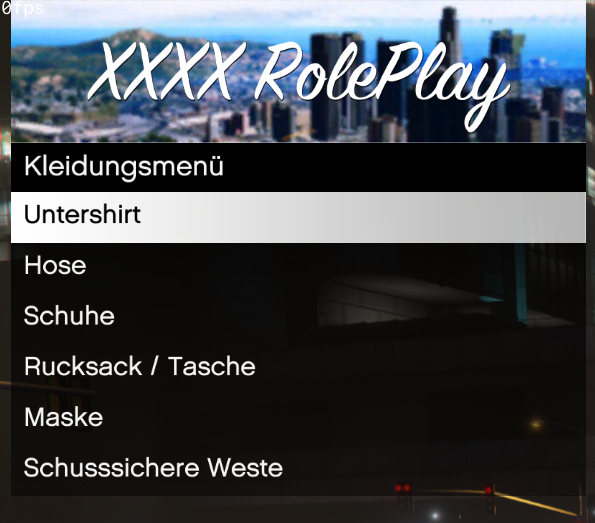 0fps
XXXX RolePlay
Kleidungsmenü
Untershirt
Hose
Schuhe
Rucksack / Tasche
Maske
Schusssichere Weste